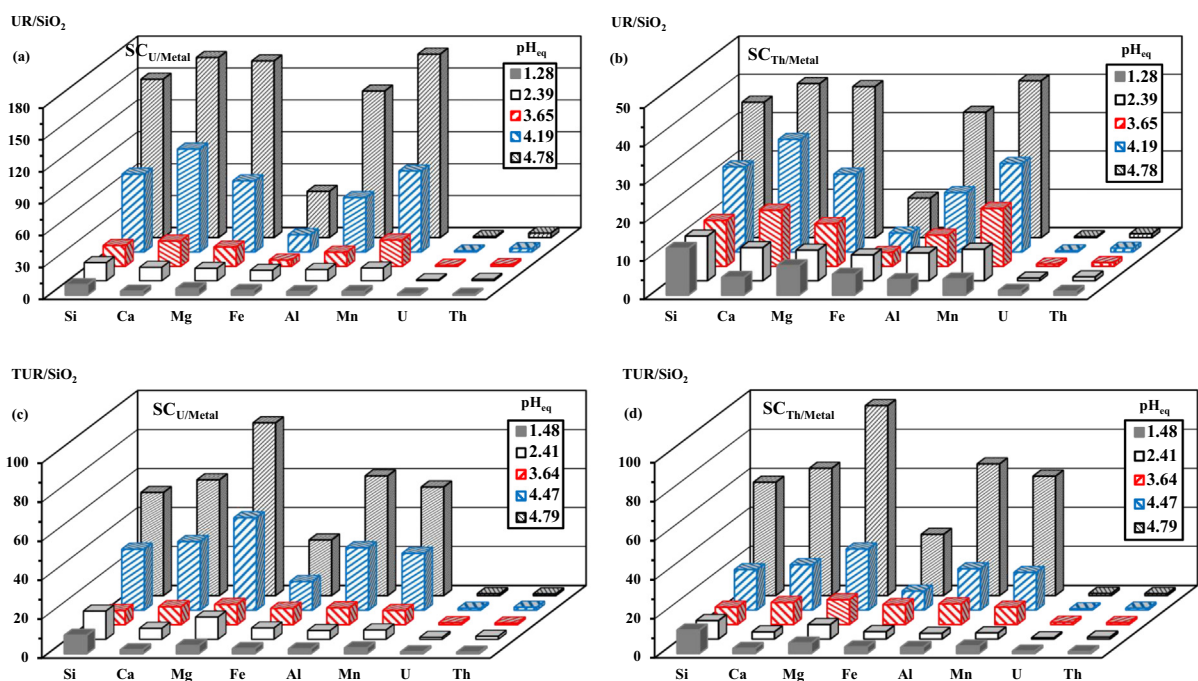 UR/SiO2
(a)
SCU/Metal
pHeq
1.28
2.39
3.65
4.19
4.78
180
150
120
90
60
30
0
Si Ca Mg Fe Al Mn U Th
UR/SiO2
(b)
SCTh/Metal
pHeq
1.28
2.39
3.65
4.19
4.78
50
40
30
20
10
0
Si Ca Mg Fe Al Mn U Th
TUR/SiO2
(c)
SCU/Metal
pHeq
1.48
2.41
3.64
4.47
4.79
100
80
60
40
20
0
Si Ca Mg Fe Al Mn U Th
TUR/SiO2
(d)
SCTh/Metal
pHeq
1.48
2.41
3.64
4.47
4.79
100
80
60
40
20
0
Si Ca Mg Fe Al Mn U Th